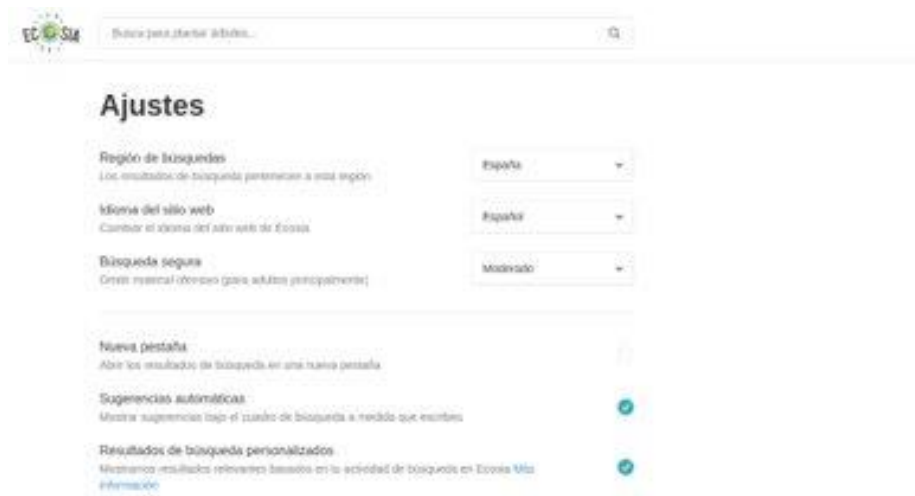 ECOSIA
Busca para plantar árboles...
Ajustes
Región de búsquedas
Los resultados de búsqueda pertenecen a esta región
España
Idioma del sitio web
Cambiar el idioma del sitio web de Ecosia
Español
Búsqueda segura
Omitir material ofensivo (para adultos principalmente)
Moderado
Nueva pestaña
Abrir los resultados de búsqueda en una nueva pestaña
Sugerencias automáticas
Mostrar sugerencias bajo el cuadro de búsqueda a medida que escribes
Resultados de búsqueda personalizados
Mostramos resultados relevantes basados en tu actividad de búsqueda en Ecosia Más
información